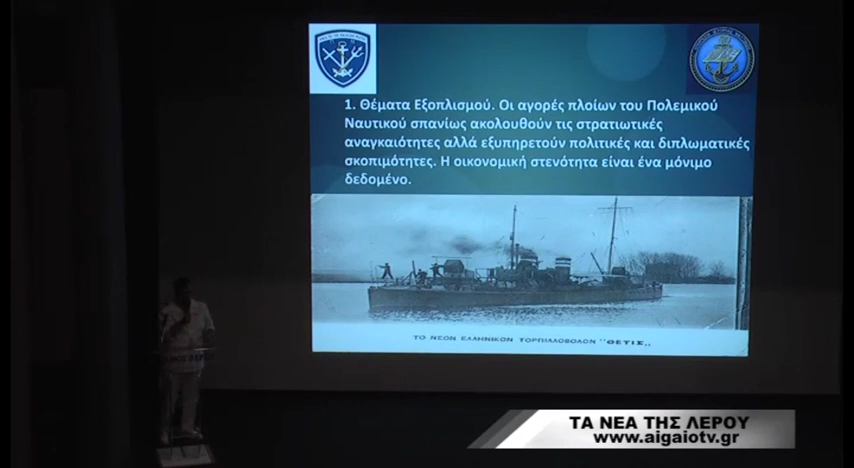 1. Θέματα Εξοπλισμού. Οι αγορές πλοίων του Πολεμικού
Ναυτικού σπανίως ακολουθούν τις στρατιωτικές
αναγκαιότητες αλλά εξυπηρετούν πολιτικές και διπλωματικές
σκοπιμότητες. Η οικονομική στενότητα είναι ένα μόνιμο
δεδομένο.
ΤΟ ΝΕΟΝ ΕΛΛΗΝΙΚΟΝ ΤΟΡΠΙΛΛΟΒΟΛΟΝ "ΘΕΤΙΣ„
ΤΑ ΝΕΑ ΤΗΣ ΛΕΡΟΥ
www.aigaiotv.gr